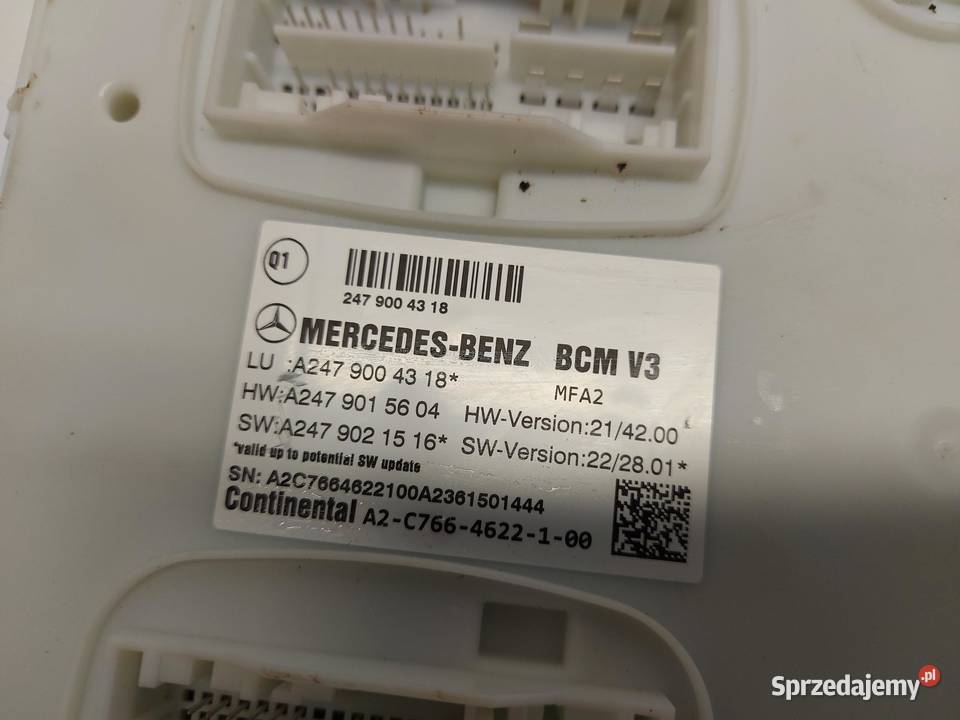 Q1
247 900 4318
MERCEDES-BENZ BCM V3
LU :A247 900 43 18* MFA2
HW:A247 901 56 04 HW-Version:21/42.00
SW:A247 902 15 16* SW-Version:22/28.01*
*valid up to potential SW update
SN: A2C7664622100A2361501444
Continental A2-C766-4622-1-00
Sprzedajemy.pl